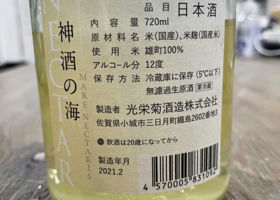 NECTAR
神酒の海
MARE NECTARIS
品目 日本酒
内容量 720ml
原材料名 米(国産)、米麹(国産米)
使用米 雄町100%
アルコール分 12度
保存方法 冷蔵庫に保存(5℃以下)
無濾過生原酒 要冷蔵
製造者 光栄菊酒造株式会社
佐賀県小城市三日月町織島2602番地3
飲酒は20歳になってから
製造年月
2021.2
4 570005 831092